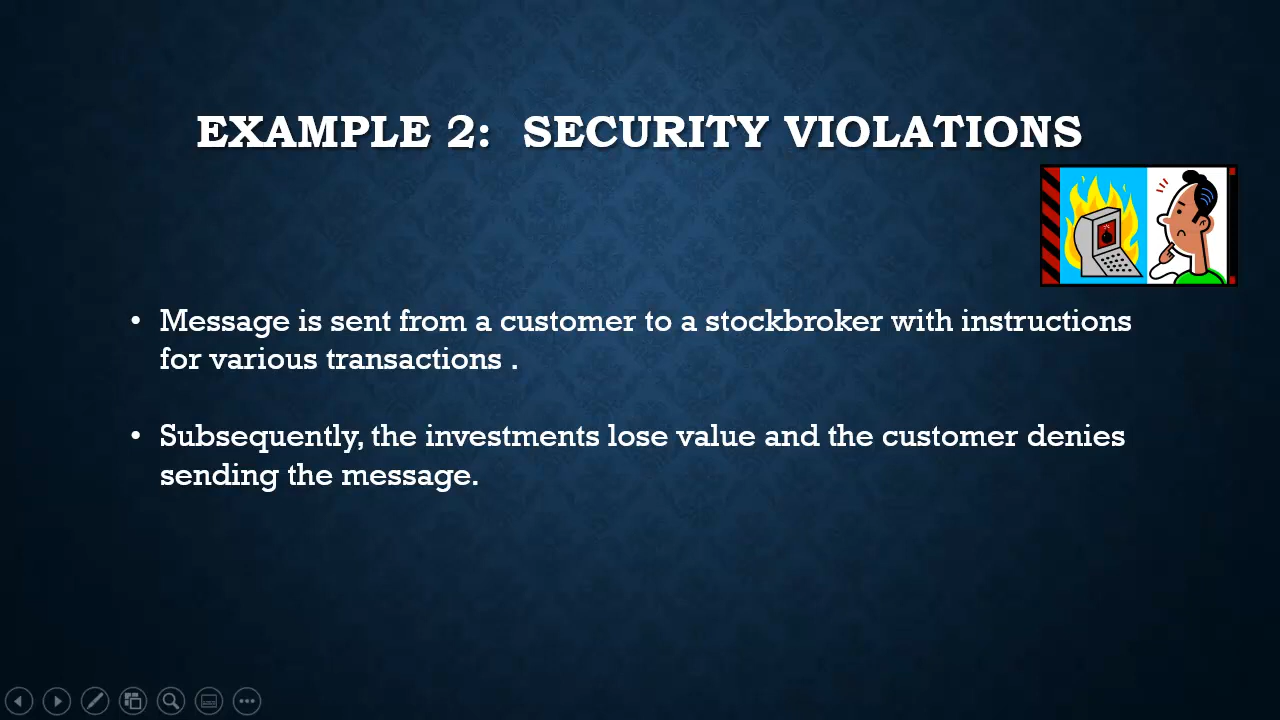 EXAMPLE 2: SECURITY VIOLATIONS
• Message is sent from a customer to a stockbroker with instructions
for various transactions .
• Subsequently, the investments lose value and the customer denies
sending the message.